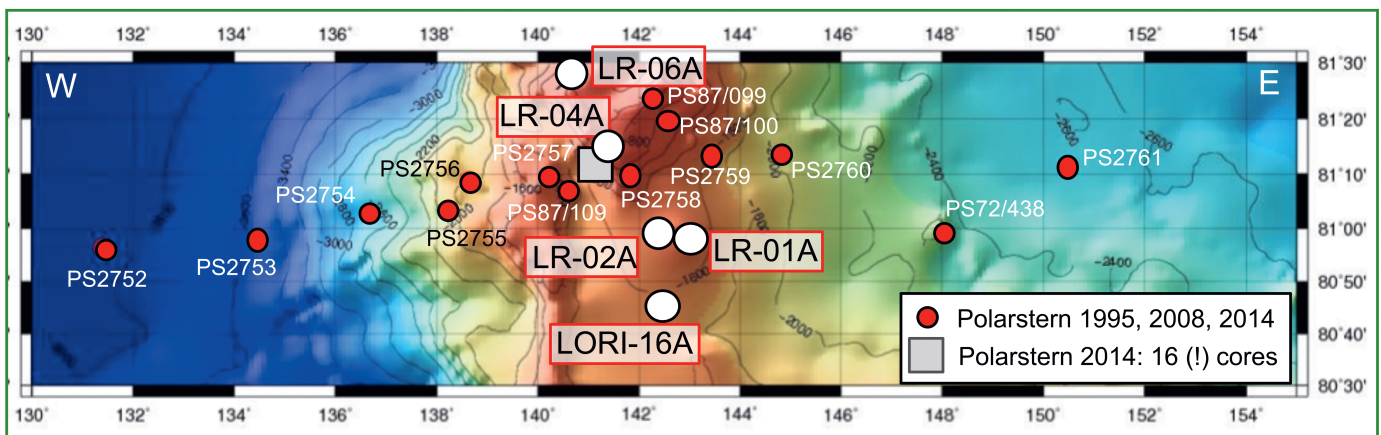 130° 132° 134° 136° 138° 140° 142° 144° 146° 148° 150° 152° 154°
W
E
81°30'
81°20'
81°10'
81°00'
80°50'
80°40'
80°30'
LR-06A
PS87/099
LR-04A
PS87/100
PS2757
PS2756
PS2759
PS2760
PS2761
PS2754
PS87/109
PS2758
PS72/438
PS2755
PS2753
PS2752
LR-02A
LR-01A
LORI-16A
-3000
-2200
-3400
-3000
-1600
-1600
-2400
-2600
-2600
-2400
-2000
Polarstern 1995, 2008, 2014
Polarstern 2014: 16 (!) cores
130° 132° 134° 136° 138° 140° 142° 144° 146° 148° 150° 152° 154°